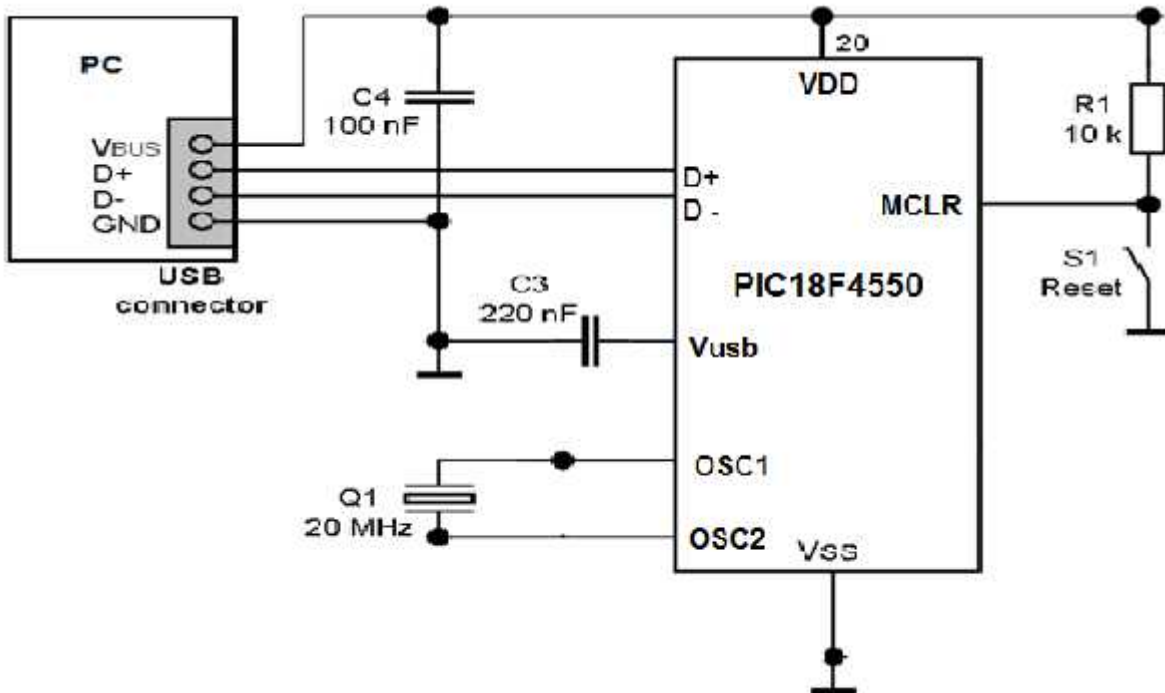 PC
VBUS
D+
D-
GND
USB
connector
C4
100 nF
C3
220 nF
Q1
20 MHz
20
VDD
D+
D -
MCLR
PIC18F4550
Vusb
OSC1
OSC2
VSS
R1
10 k
S1
Reset